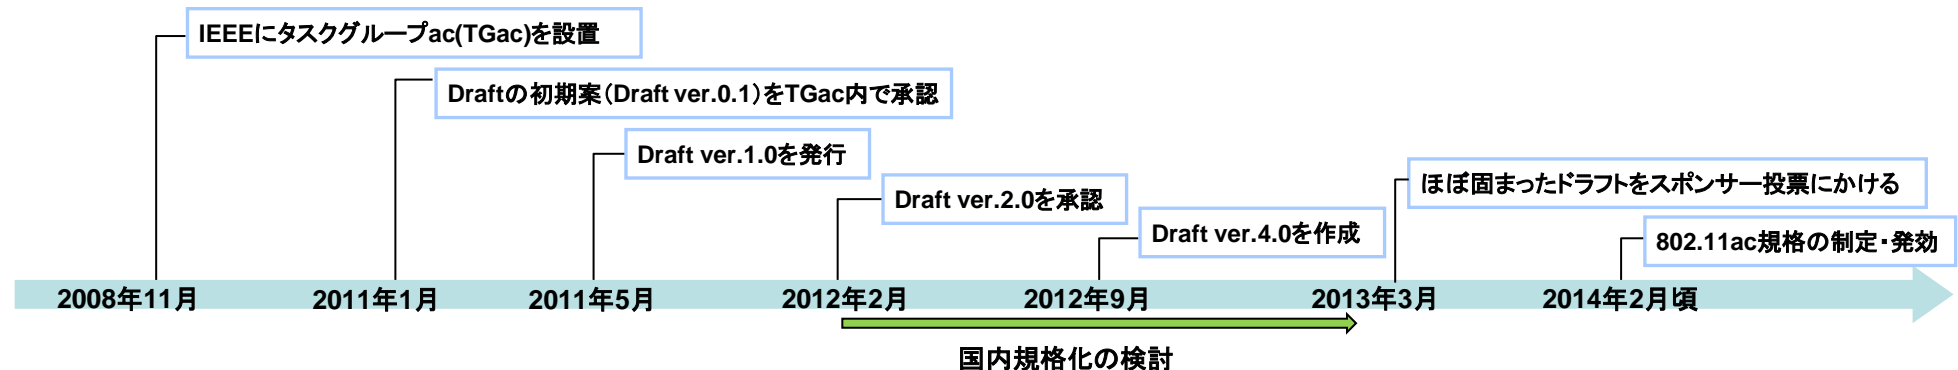 IEEEにタスクグループac(TGac)を設置
Draftの初期案（Draft ver.0.1）をTGac内で承認
Draft ver.1.0を発行
Draft ver.2.0を承認
Draft ver.4.0を作成
ほぼ固まったドラフトをスポンサー投票にかける
802.11ac規格の制定・発効
2008年11月
2011年1月
2011年5月
2012年2月
2012年9月
2013年3月
2014年2月頃
国内規格化の検討